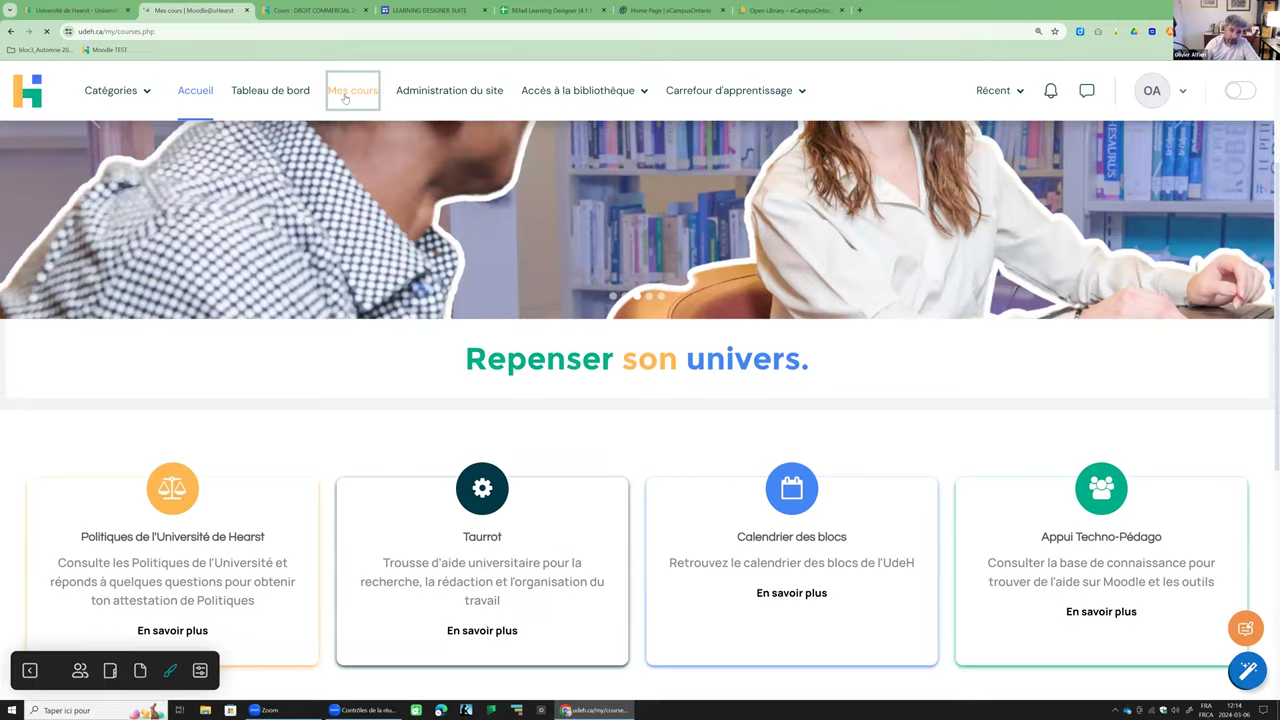 Université de Hearst – Universi
Mes cours | Moodle@uHearst
Cours : DROIT COMMERCIAL 2
LEARNING DESIGNER SUITE
REfad Learning Designer [4.1.1
Home Page | eCampusOntario
Open Library – eCampusOnta
udeh.ca/my/courses.php
bloc3_Automne 20...
Moodle TEST
Olivier Alfieri
Catégories
Accueil
Tableau de bord
Mes cours
Administration du site
Accès à la bibliothèque
Carrefour d'apprentissage
Récent
OA
THESAURUS
Repenser son univers.
Politiques de l'Université de Hearst
Consulte les Politiques de l'Université et
réponds à quelques questions pour obtenir
ton attestation de Politiques
En savoir plus
Taurrot
Trousse d'aide universitaire pour la
recherche, la rédaction et l'organisation du
travail
En savoir plus
Calendrier des blocs
Retrouvez le calendrier des blocs de l'UdeH
En savoir plus
Appui Techno-Pédago
Consulter la base de connaissance pour
trouver de l'aide sur Moodle et les outils
En savoir plus
Taper ici pour
Zoom
Contrôles de la réu...
udeh.ca/my/course...
FRA
FRCA
12:14
2024-03-06